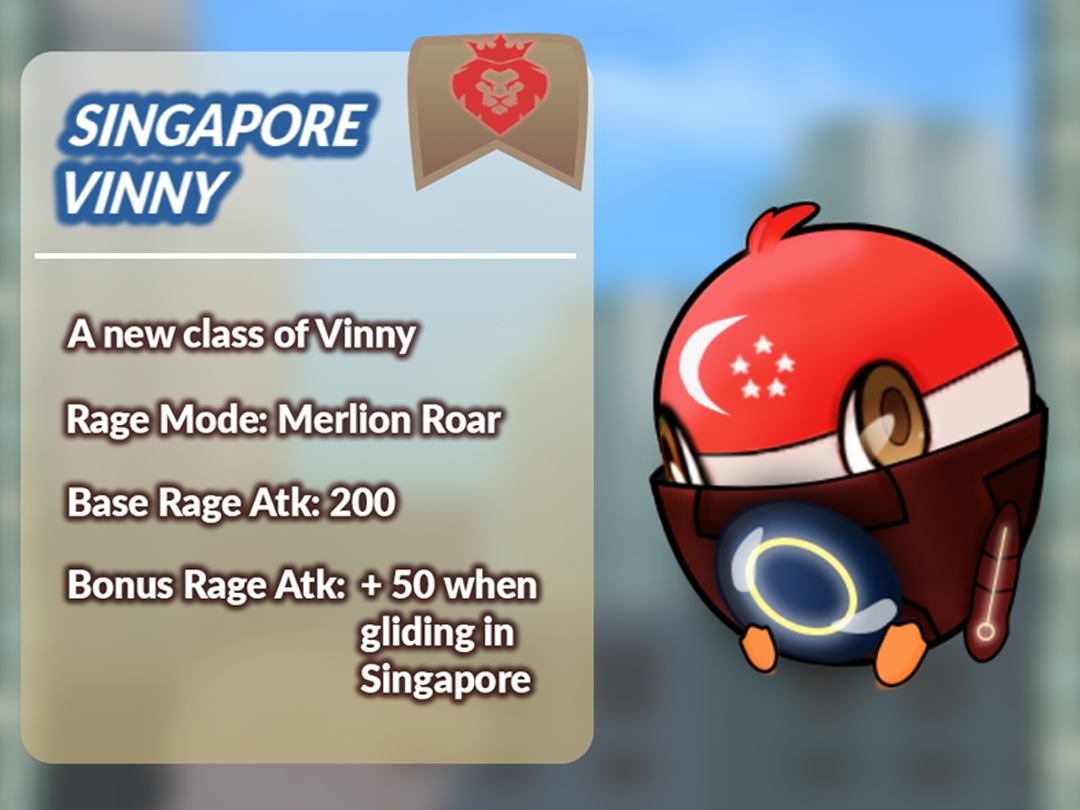 SINGAPORE
VINNY
A new class of Vinny
Rage Mode: Merlion Roar
Base Rage Atk: 200
Bonus Rage Atk: + 50 when
gliding in
Singapore